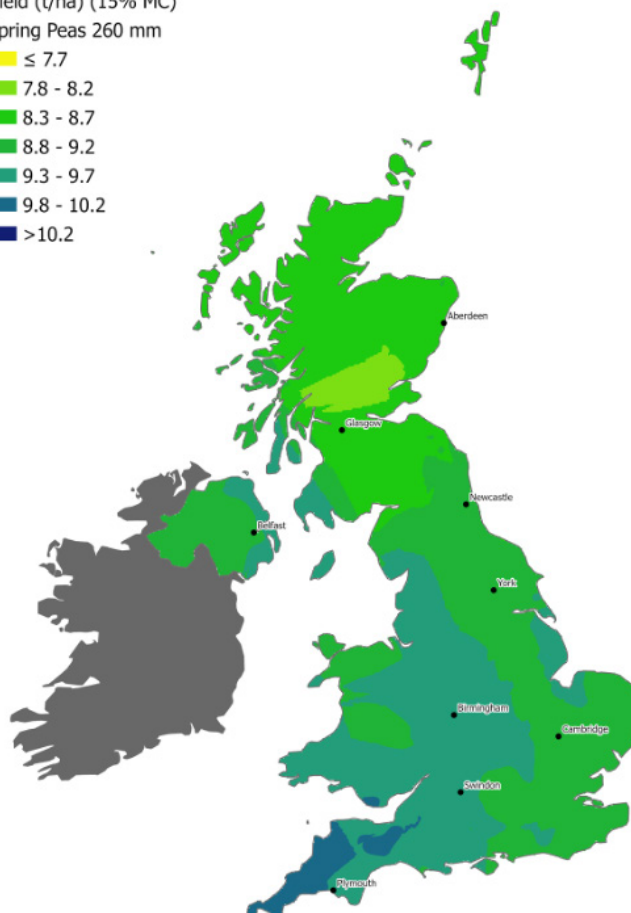 (t/ha) (15% MC)
Peas 260 mm
≤ 7.7
7.8 - 8.2
8.3 - 8.7
8.8 - 9.2
9.3 - 9.7
9.8 - 10.2
>10.2
Aberdeen
Glasgow
Newcastle
Belfast
York
Birmingham
Cambridge
Swindon
Plymouth